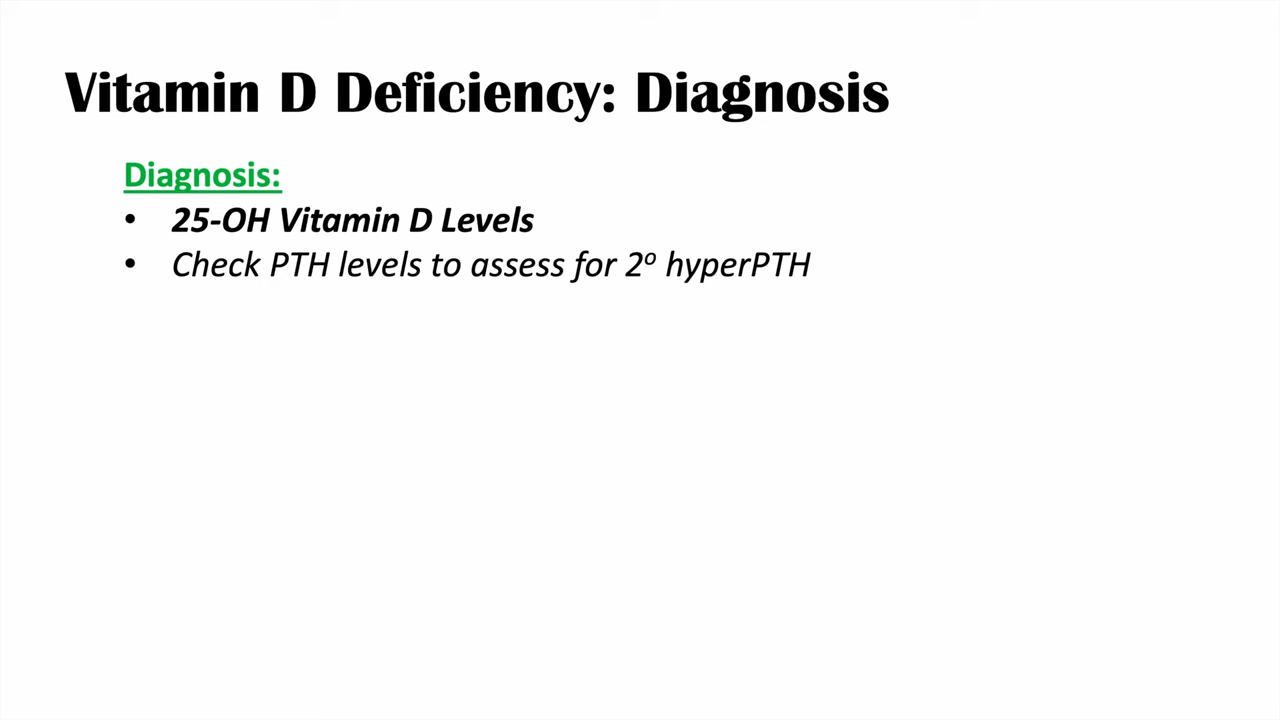 Vitamin D Deficiency: Diagnosis
Diagnosis:
• 25-OH Vitamin D Levels
• Check PTH levels to assess for 2º hyperPTH